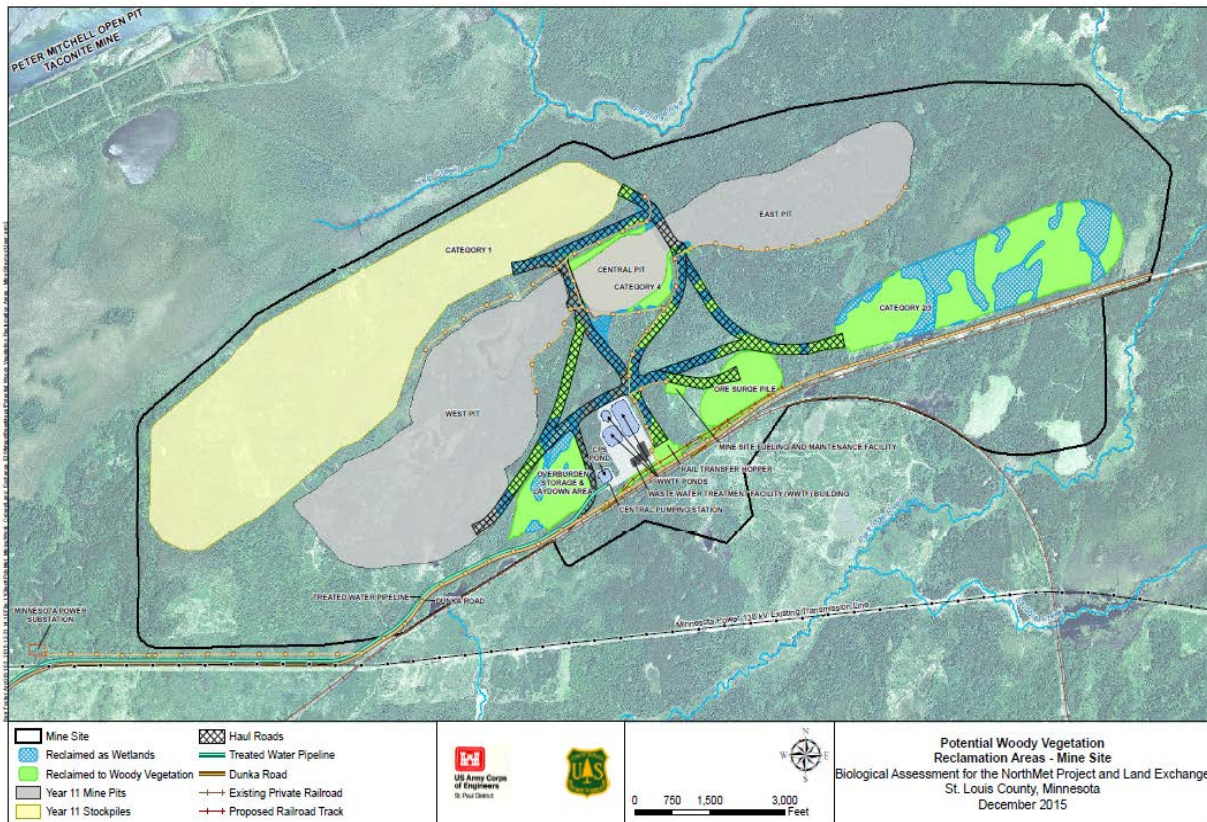 PETER MITCHELL OPEN PIT
TACONITE MINE
CATEGORY 1
EAST PIT
CENTRAL PIT
CATEGORY 4
CATEGORY 2/3
WEST PIT
ORE SURGE PILE
CPS
POND
MINE SITE FUELING AND MAINTENANCE FACILITY
OVERBURDEN
STORAGE &
LAYDOWN AREA
RAIL TRANSFER HOPPER
WWTF PONDS
WASTE WATER TREATMENT FACILITY (WWTF) BUILDING
CENTRAL PUMPING STATION
TREATED WATER PIPELINE
DUNKA ROAD
MINNESOTA POWER
SUBSTATION
Minnesota Power 138 kV Existing Transmission Line
Mine Site
Reclaimed as Wetlands
Reclaimed to Woody Vegetation
Year 11 Mine Pits
Year 11 Stockpiles
Haul Roads
Treated Water Pipeline
Dunka Road
Existing Private Railroad
Proposed Railroad Track
US Army Corps
of Engineers
St. Paul District
UAS
N
W E
S
0 750 1,500 3,000
Feet
Potential Woody Vegetation
Reclamation Areas - Mine Site
Biological Assessment for the NorthMet Project and Land Exchange
St. Louis County, Minnesota
December 2015